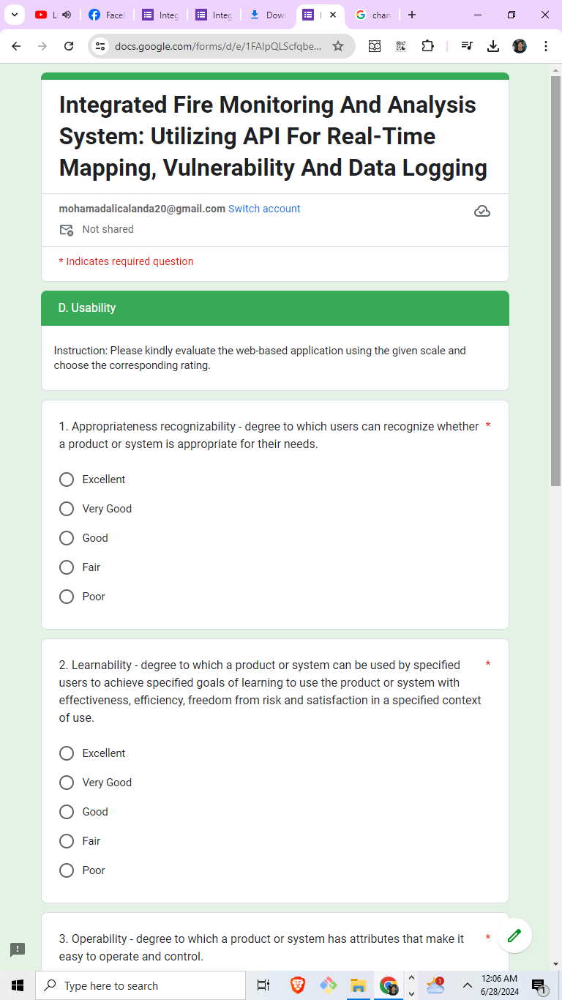 L
Face
Integ
Integ
Dow
chan
docs.google.com/forms/d/e/1FAIpQLScfqbe...
Integrated Fire Monitoring And Analysis
System: Utilizing API For Real-Time
Mapping, Vulnerability And Data Logging
mohamadalicalanda20@gmail.com Switch account
Not shared
* Indicates required question
D. Usability
Instruction: Please kindly evaluate the web-based application using the given scale and
choose the corresponding rating.
1. Appropriateness recognizability - degree to which users can recognize whether *
a product or system is appropriate for their needs.
Excellent
Very Good
Good
Fair
Poor
2. Learnability - degree to which a product or system can be used by specified *
users to achieve specified goals of learning to use the product or system with
effectiveness, efficiency, freedom from risk and satisfaction in a specified context
of use.
Excellent
Very Good
Good
Fair
Poor
3. Operability - degree to which a product or system has attributes that make it *
easy to operate and control.
Type here to search
1
12:06 AM
6/28/2024
1